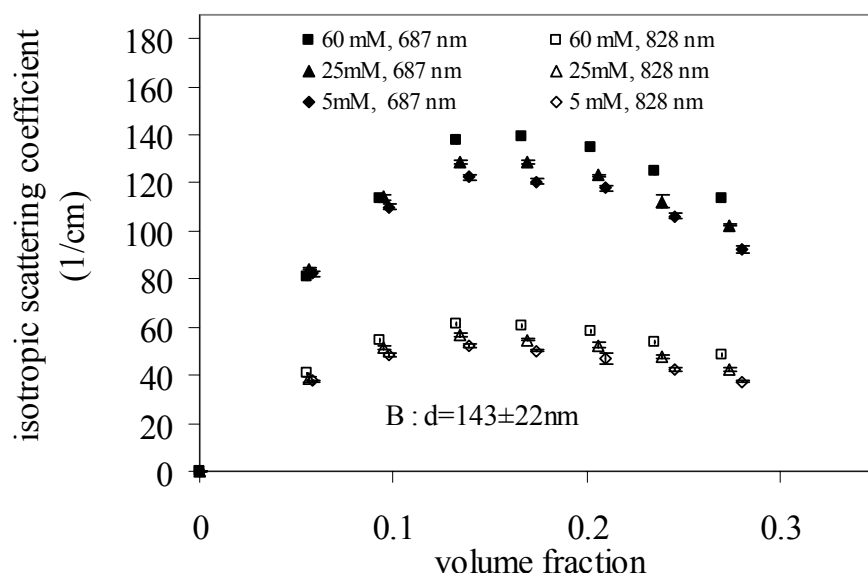 180
160
140
120
100
80
60
40
20
0
isotropic scattering coefficient
(1/cm)
60 mM, 687 nm
60 mM, 828 nm
25mM, 687 nm
25mM, 828 nm
5mM, 687 nm
5 mM, 828 nm
B : d=143±22nm
0
0.1
0.2
0.3
volume fraction